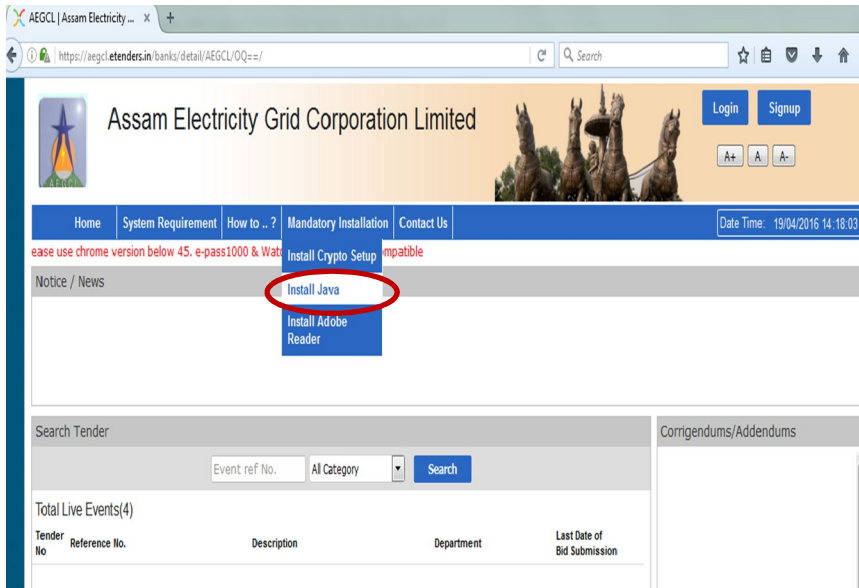 AEGCL | Assam Electricity ... x +
https://aegcl.etenders.in/banks/detail/AEGCL/OQ==/
Search
Assam Electricity Grid Corporation Limited
AEGCL
Login Signup
A+ A A-
Home System Requirement How to .. ? Mandatory Installation Contact Us
Date Time: 19/04/2016 14:18:03
ease use chrome version below 45. e-pass1000 & Wat mpatible
Install Crypto Setup
Install Java
Install Adobe
Reader
Notice / News
Search Tender
Corrigendums/Addendums
Event ref No. All Category Search
Total Live Events(4)
Tender No Reference No. Description Department Last Date of Bid Submission